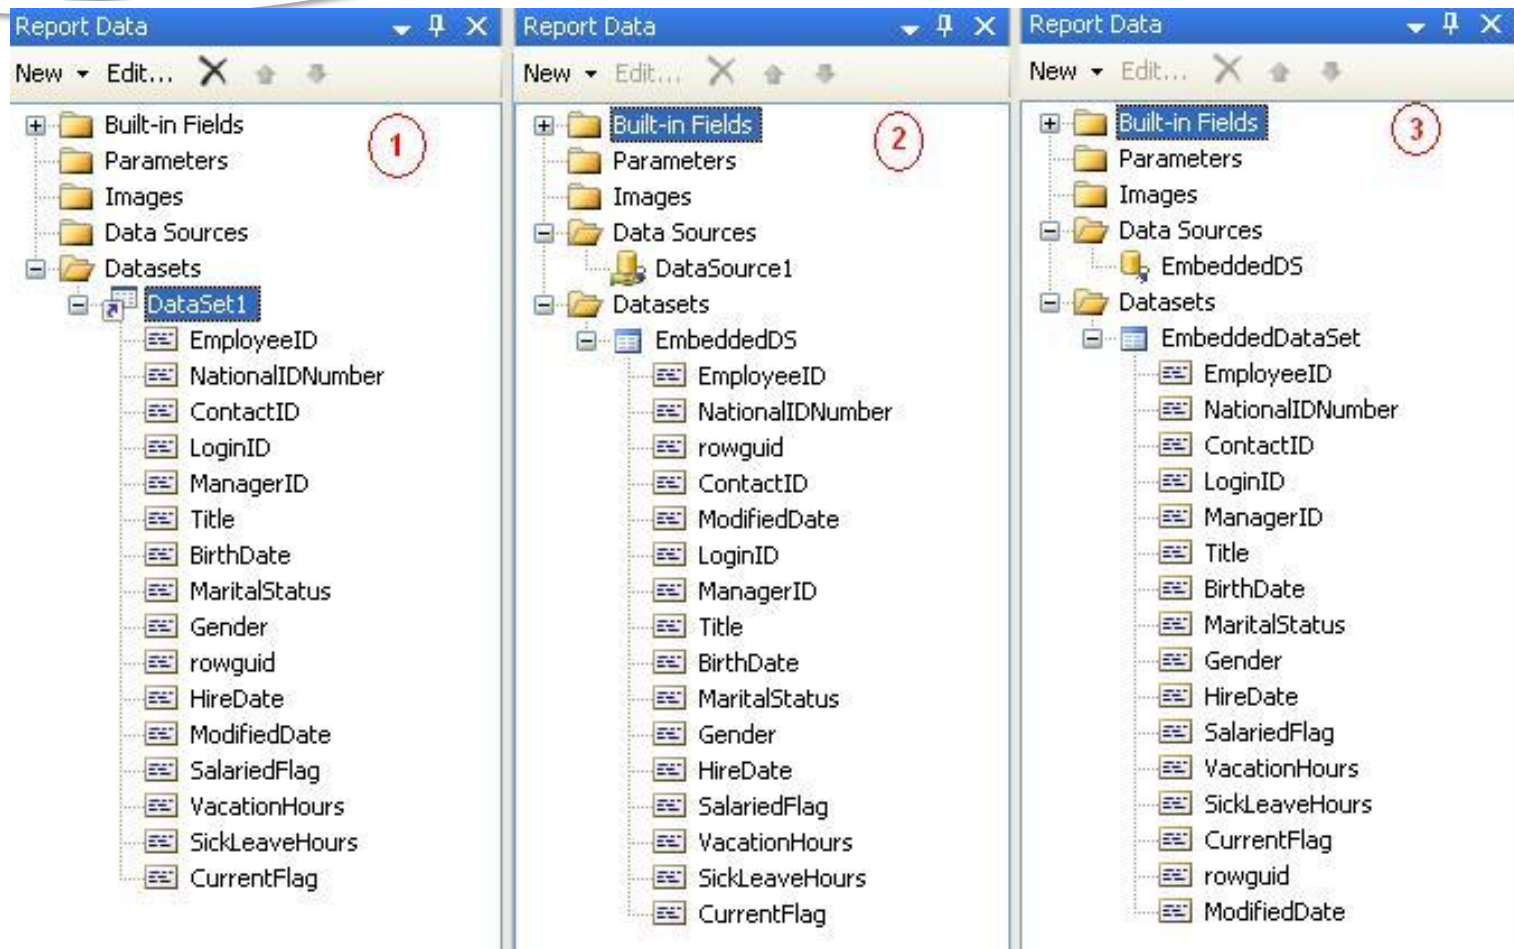 Report Data
New Edit...
1
Built-in Fields
Parameters
Images
Data Sources
Datasets
DataSet1
EmployeeID
NationalIDNumber
ContactID
LoginID
ManagerID
Title
BirthDate
MaritalStatus
Gender
rowguid
HireDate
ModifiedDate
SalariedFlag
VacationHours
SickLeaveHours
CurrentFlag
Report Data
New Edit...
2
Built-in Fields
Parameters
Images
Data Sources
DataSource1
Datasets
EmbeddedDS
EmployeeID
NationalIDNumber
rowguid
ContactID
ModifiedDate
LoginID
ManagerID
Title
BirthDate
MaritalStatus
Gender
HireDate
SalariedFlag
VacationHours
SickLeaveHours
CurrentFlag
Report Data
New Edit...
3
Built-in Fields
Parameters
Images
Data Sources
EmbeddedDS
Datasets
EmbeddedDataSet
EmployeeID
NationalIDNumber
ContactID
LoginID
ManagerID
Title
BirthDate
MaritalStatus
Gender
HireDate
SalariedFlag
VacationHours
SickLeaveHours
CurrentFlag
rowguid
ModifiedDate